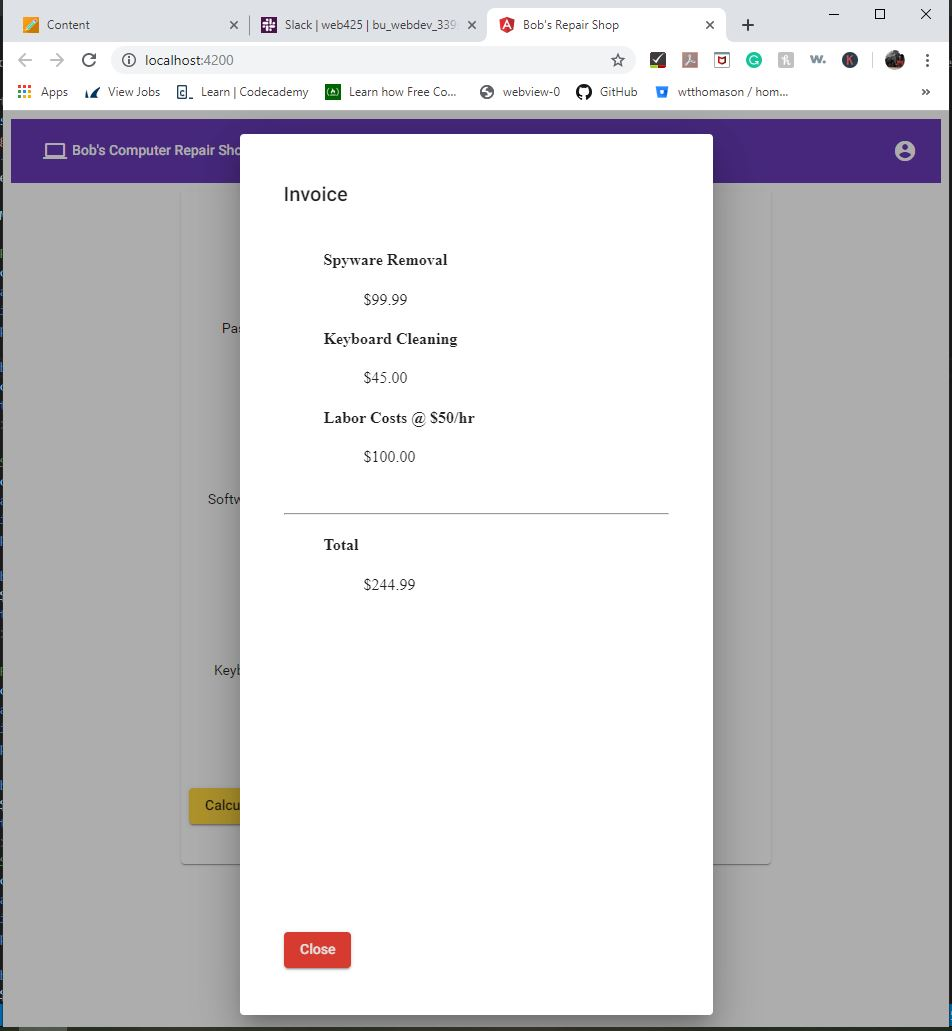 Content
Slack | web425 | bu_webdev_339
Bob's Repair Shop
localhost:4200
Apps
View Jobs
Learn | Codecademy
Learn how Free Co...
webview-0
GitHub
wtthomason / hom...
»
Bob's Computer Repair Sho
Invoice
Spyware Removal
$99.99
Pas
Keyboard Cleaning
$45.00
Labor Costs @ $50/hr
$100.00
Softw
Total
$244.99
Keyb
Calcu
Close